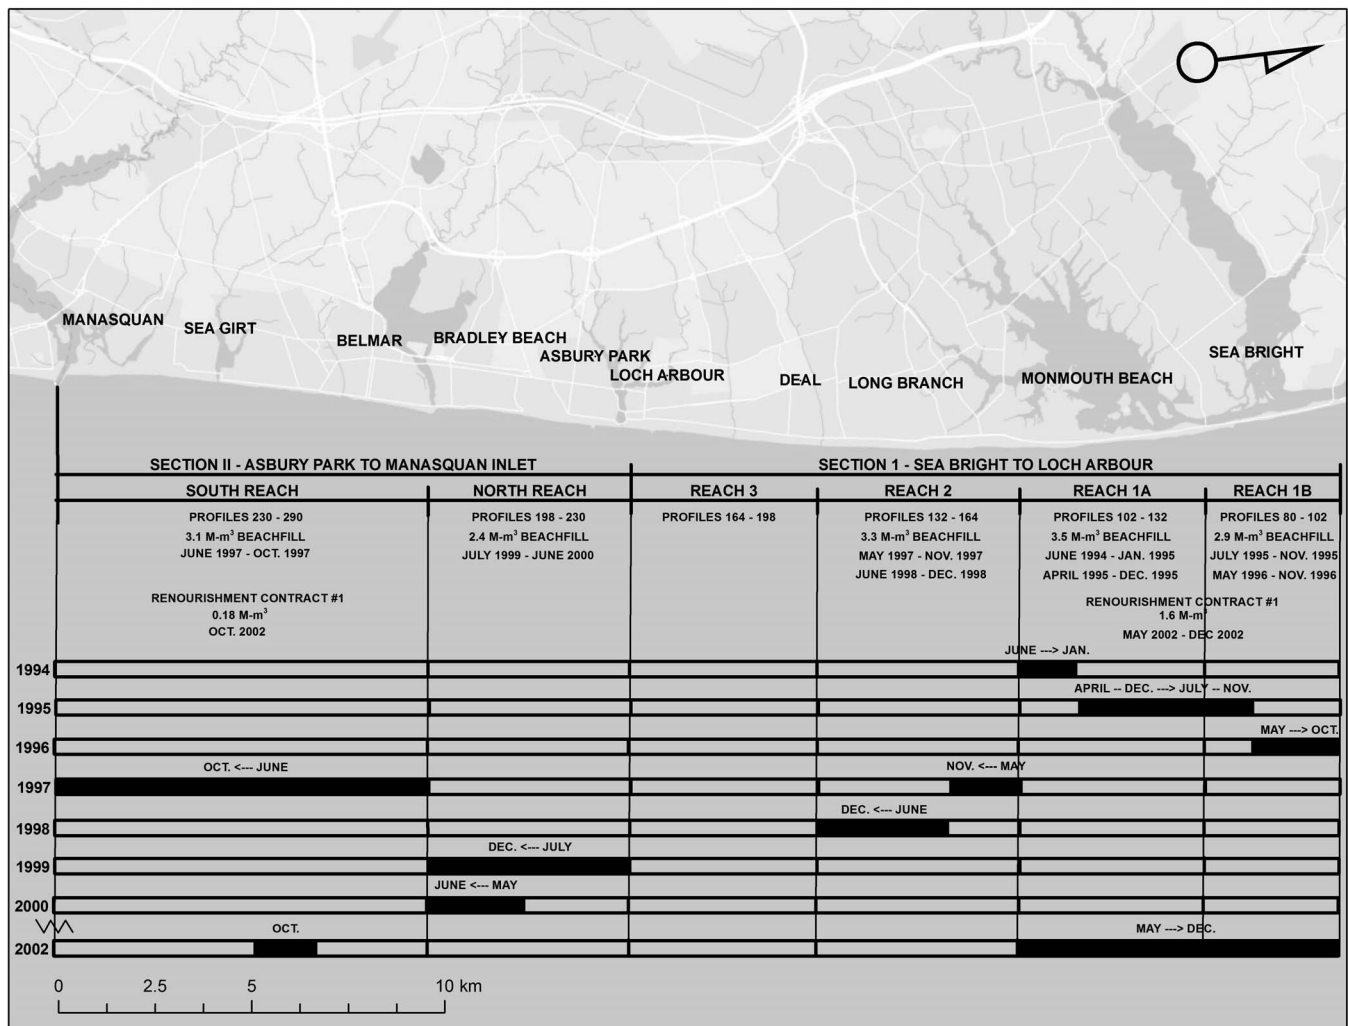 MANASQUAN
SEA GIRT
BELMAR
BRADLEY BEACH
ASBURY PARK
LOCH ARBOUR
DEAL
LONG BRANCH
MONMOUTH BEACH
SEA BRIGHT
SECTION II - ASBURY PARK TO MANASQUAN INLET
SECTION 1 - SEA BRIGHT TO LOCH ARBOUR
SOUTH REACH
NORTH REACH
REACH 3
REACH 2
REACH 1A
REACH 1B
PROFILES 230 - 290
3.1 M-m³ BEACHFILL
JUNE 1997 - OCT. 1997
RENOURISHMENT CONTRACT #1
0.18 M-m³
OCT. 2002
PROFILES 198 - 230
2.4 M-m³ BEACHFILL
JULY 1999 - JUNE 2000
PROFILES 164 - 198
PROFILES 132 - 164
3.3 M-m³ BEACHFILL
MAY 1997 - NOV. 1997
JUNE 1998 - DEC. 1998
PROFILES 102 - 132
3.5 M-m³ BEACHFILL
JUNE 1994 - JAN. 1995
APRIL 1995 - DEC. 1995
PROFILES 80 - 102
2.9 M-m³ BEACHFILL
JULY 1995 - NOV. 1995
MAY 1996 - NOV. 1996
RENOURISHMENT CONTRACT #1
1.6 M-m³
MAY 2002 - DEC 2002
JUNE ---> JAN.
1994
APRIL -- DEC. ---> JULY -- NOV.
1995
MAY ---> OCT.
1996
OCT. <--- JUNE
NOV. <--- MAY
1997
DEC. <--- JUNE
1998
DEC. <--- JULY
1999
JUNE <--- MAY
2000
OCT.
MAY ---> DEC.
2002
0 2.5 5 10 km